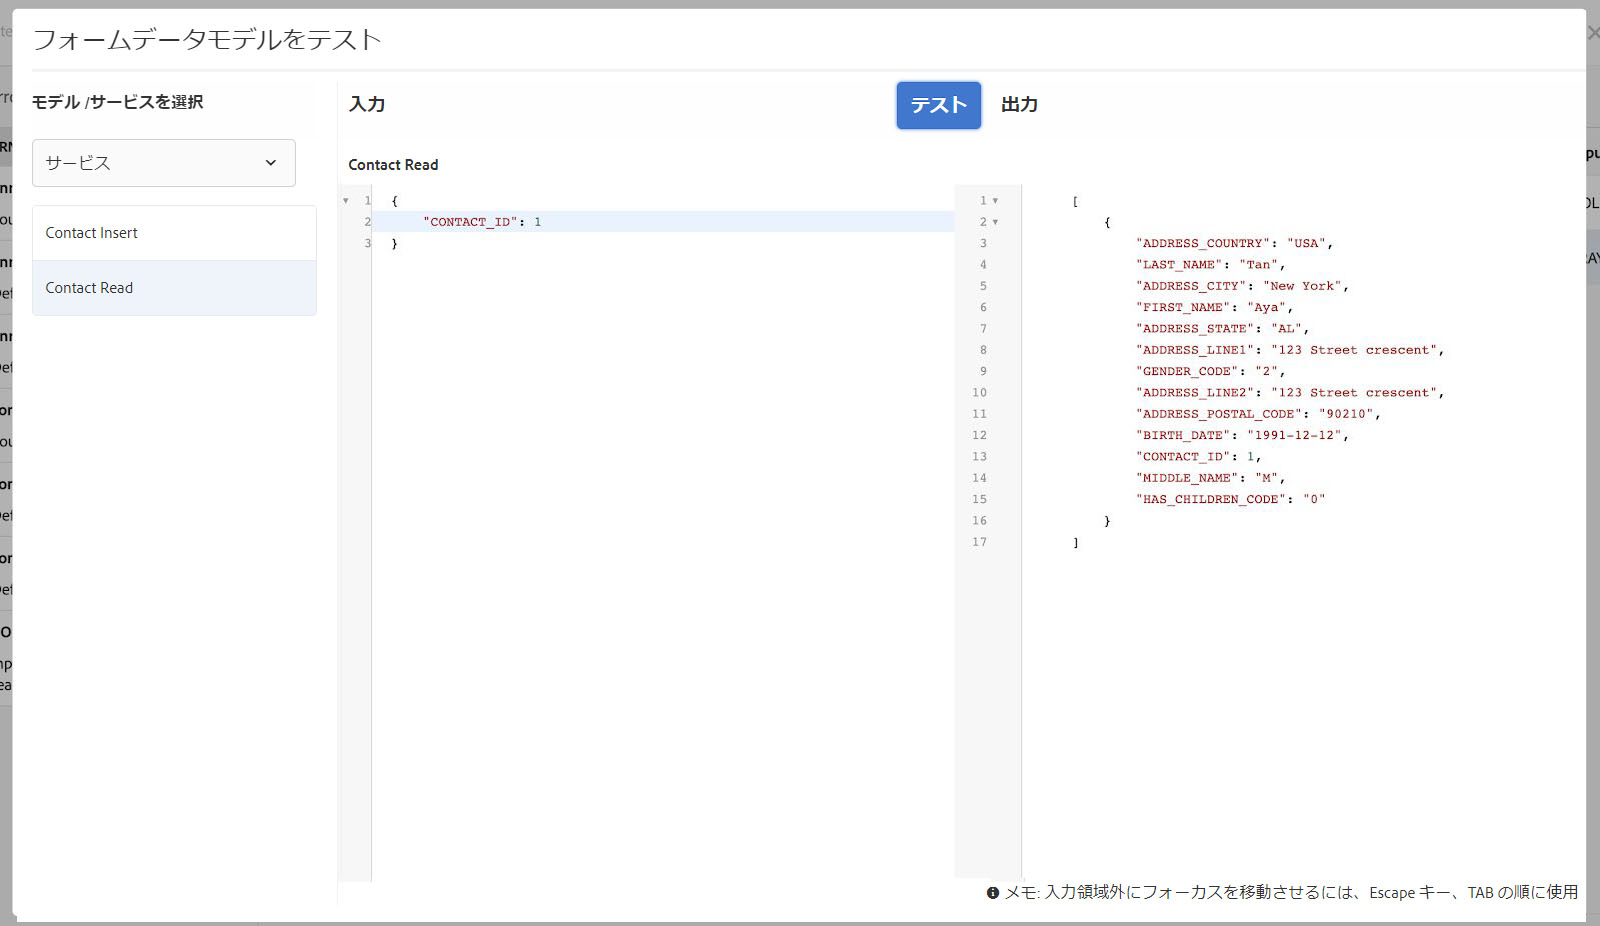 フォームデータモデルをテスト
モデル /サービスを選択
サービス
Contact Insert
Contact Read
入力
テスト
出力
Contact Read
1 {
2 "CONTACT_ID": 1
3 }
1 [
2 {
3 "ADDRESS_COUNTRY": "USA",
4 "LAST_NAME": "Tan",
5 "ADDRESS_CITY": "New York",
6 "FIRST_NAME": "Aya",
7 "ADDRESS_STATE": "AL",
8 "ADDRESS_LINE1": "123 Street crescent",
9 "GENDER_CODE": "2",
10 "ADDRESS_LINE2": "123 Street crescent",
11 "ADDRESS_POSTAL_CODE": "90210",
12 "BIRTH_DATE": "1991-12-12",
13 "CONTACT_ID": 1,
14 "MIDDLE_NAME": "M",
15 "HAS_CHILDREN_CODE": "0"
16 }
17 ]
メモ: 入力領域外にフォーカスを移動させるには、Escape キー、TAB の順に使用